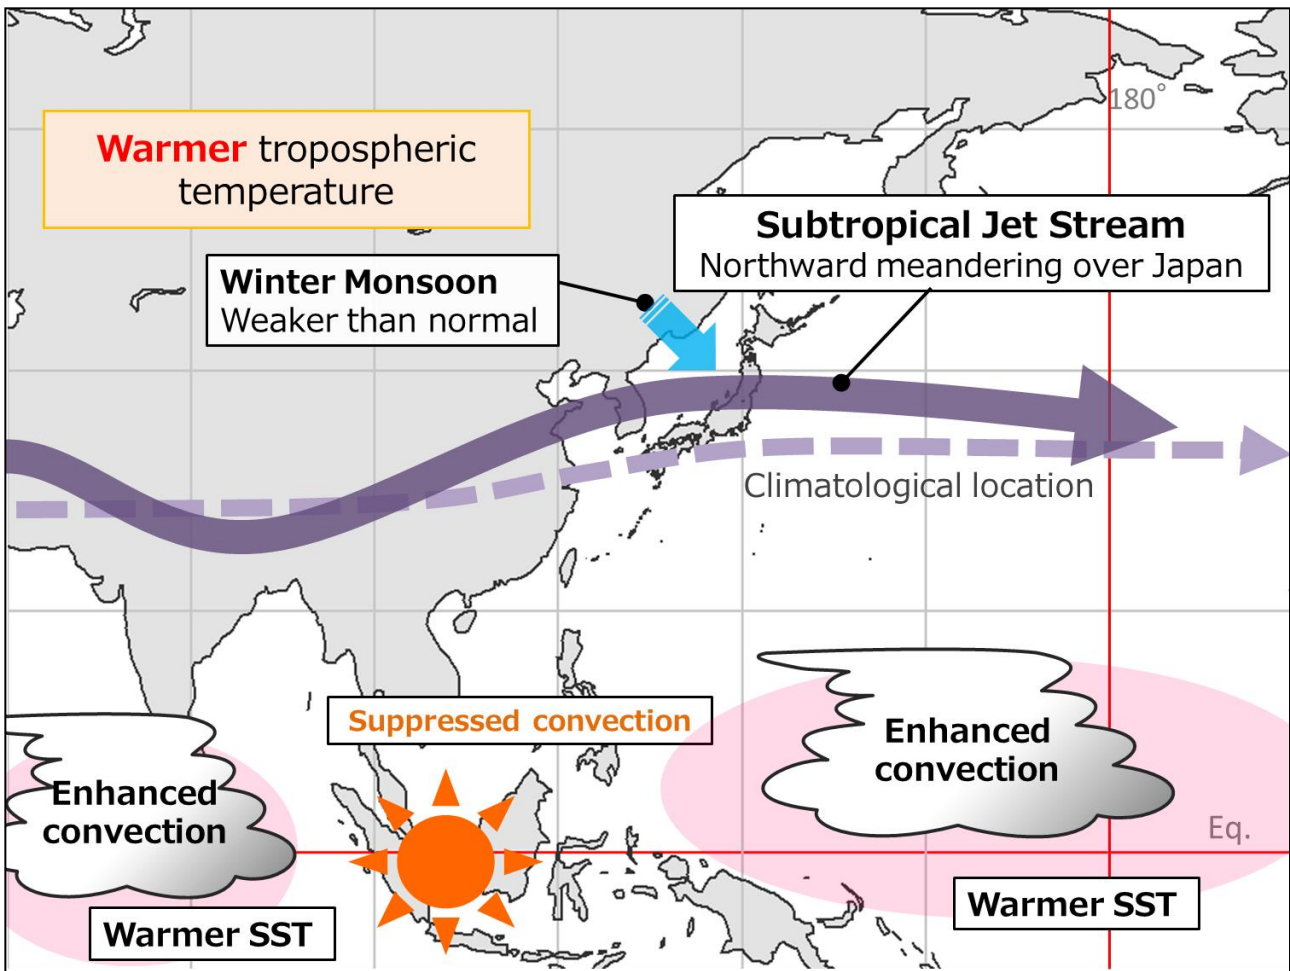 180°
Warmer tropospheric
temperature
Subtropical Jet Stream
Northward meandering over Japan
Winter Monsoon
Weaker than normal
Climatological location
Suppressed convection
Enhanced
convection
Enhanced
convection
Eq.
Warmer SST
Warmer SST